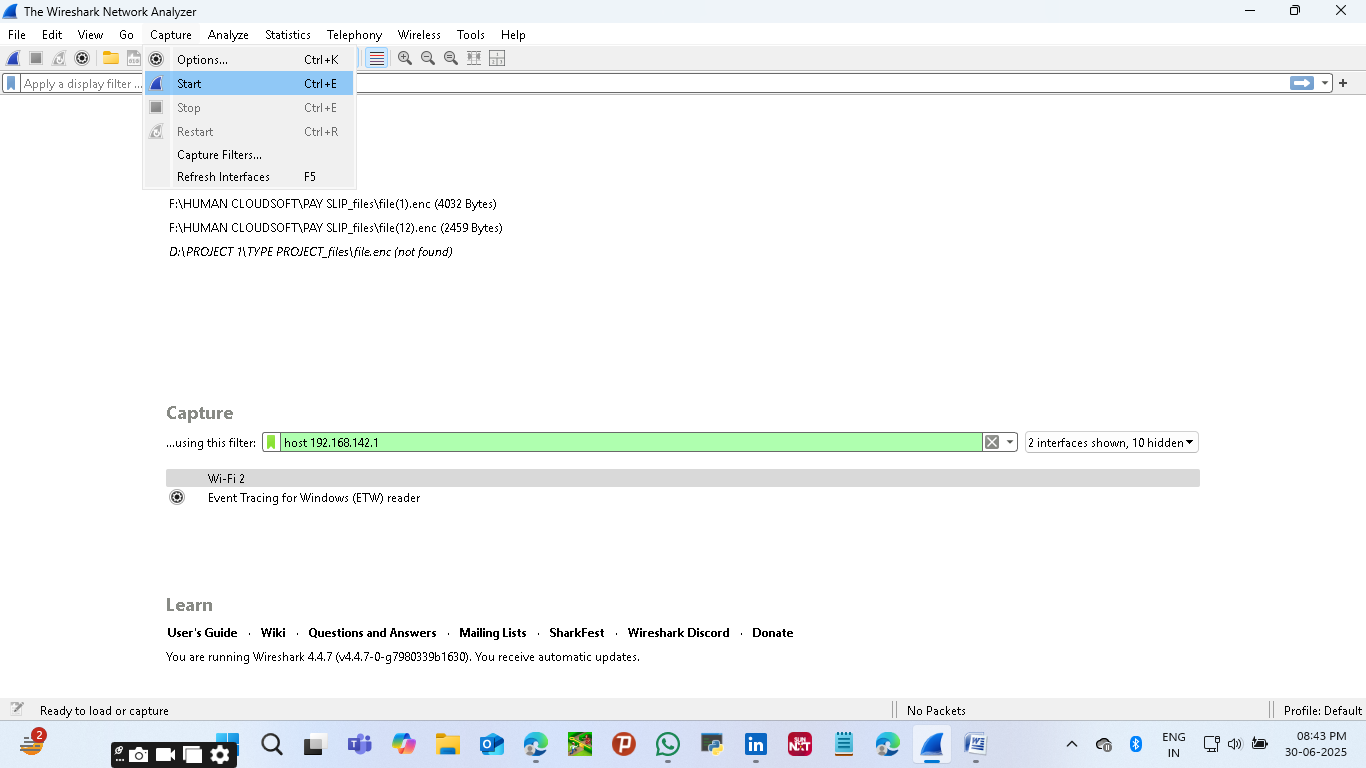 The Wireshark Network Analyzer
File Edit View Go Capture Analyze Statistics Telephony Wireless Tools Help
Options... Ctrl+K
Apply a display filter ... Start Ctrl+E
Stop Ctrl+E
Restart Ctrl+R
Capture Filters...
Refresh Interfaces F5
F:\HUMAN CLOUDSOFT\PAY SLIP_files\file(1).enc (4032 Bytes)
F:\HUMAN CLOUDSOFT\PAY SLIP_files\file(12).enc (2459 Bytes)
D:\PROJECT 1\TYPE PROJECT_files\file.enc (not found)
Capture
...using this filter: host 192.168.142.1 2 interfaces shown, 10 hidden
Wi-Fi 2
Event Tracing for Windows (ETW) reader
Learn
User's Guide · Wiki · Questions and Answers · Mailing Lists · SharkFest · Wireshark Discord · Donate
You are running Wireshark 4.4.7 (v4.4.7-0-g7980339b1630). You receive automatic updates.
Ready to load or capture No Packets Profile: Default
2
ENG 08:43 PM
IN 30-06-2025